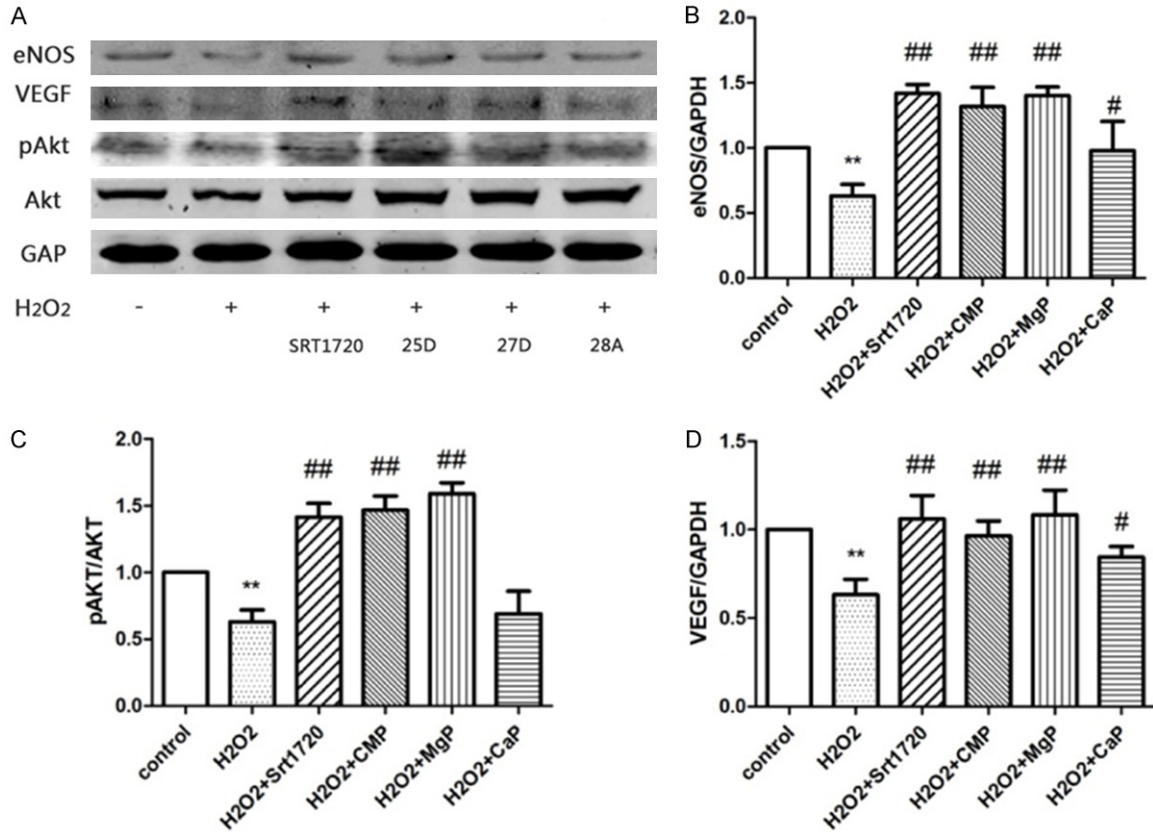 A
eNOS
VEGF
pAkt
Akt
GAP
H2O2 - + + + + +
SRT1720 25D 27D 28A
B
eNOS/GAPDH
2.0
1.5
1.0
0.5
0.0
** ## ## ## #
control H2O2 H2O2+Srt1720 H2O2+CMP H2O2+MgP H2O2+CaP
C
pAKT/AKT
2.0
1.5
1.0
0.5
0.0
** ## ## ##
control H2O2 H2O2+Srt1720 H2O2+CMP H2O2+MgP H2O2+CaP
D
VEGF/GAPDH
1.5
1.0
0.5
0.0
** ## ## ## #
control H2O2 H2O2+Srt1720 H2O2+CMP H2O2+MgP H2O2+CaP